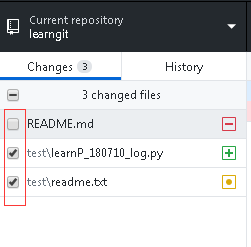 Current repository
learngit
Changes 3
History
3 changed files
README.md
test\learnP_180710_log.py
test\readme.txt